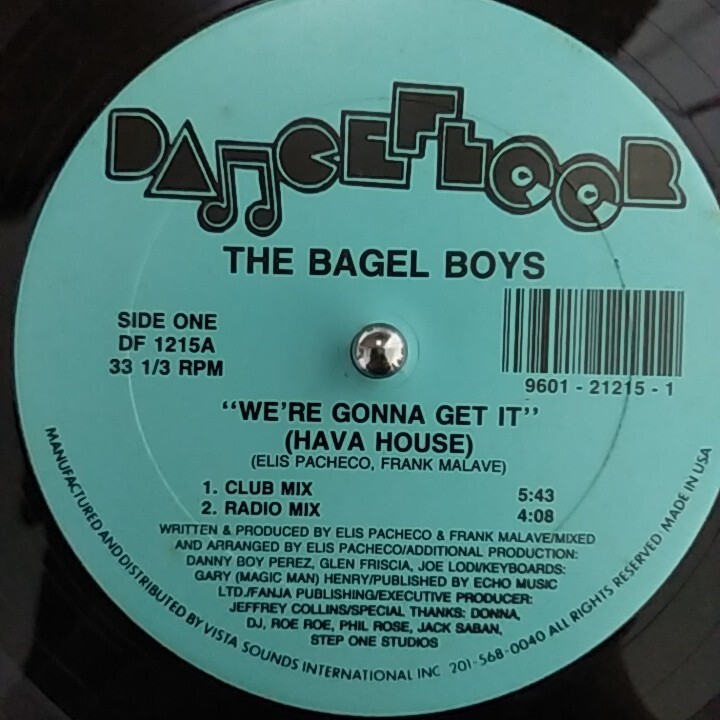 DANCEFLOOR
THE BAGEL BOYS
SIDE ONE
DF 1215A
33 1/3 RPM
9601 - 21215 - 1
"WE'RE GONNA GET IT"
(HAVA HOUSE)
(ELIS PACHECO, FRANK MALAVE)
1. CLUB MIX 5:43
2. RADIO MIX 4:08
WRITTEN & PRODUCED BY ELIS PACHECO & FRANK MALAVE/MIXED
AND ARRANGED BY ELIS PACHECO/ADDITIONAL PRODUCTION:
DANNY BOY PEREZ, GLEN FRISCIA, JOE LODI/KEYBOARDS:
GARY (MAGIC MAN) HENRY/PUBLISHED BY ECHO MUSIC
LTD./FANJA PUBLISHING/EXECUTIVE PRODUCER:
JEFFREY COLLINS/SPECIAL THANKS: DONNA,
DJ, ROE ROE, PHIL ROSE, JACK SABAN,
STEP ONE STUDIOS
MANUFACTURED AND DISTRIBUTED BY VISTA SOUNDS INTERNATIONAL INC 201-568-0040 ALL RIGHTS RESERVED MADE IN USA